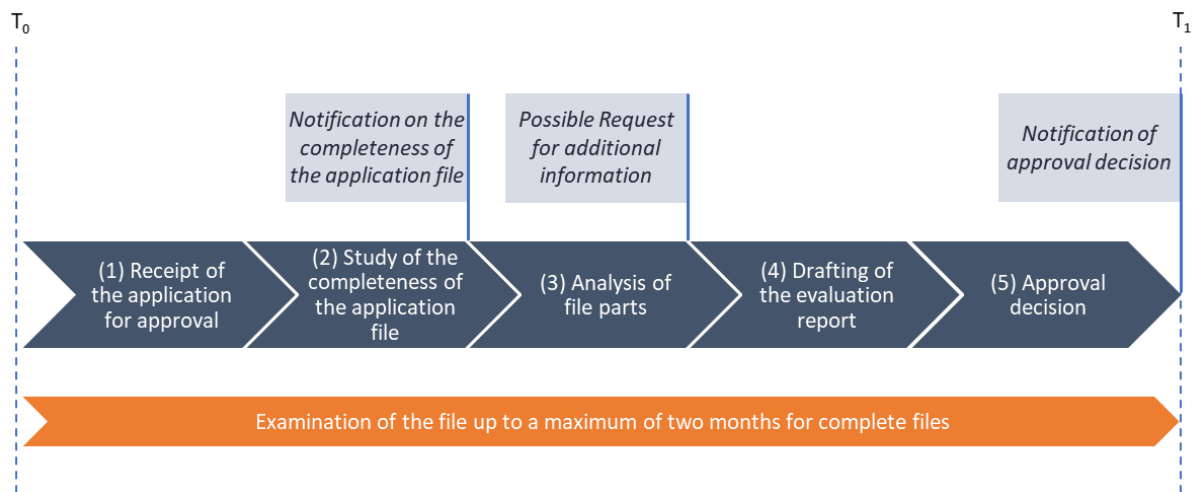 T0
T1
Notification on the
completeness of
the application file
Possible Request
for additional
information
Notification of
approval decision
(1) Receipt of
the application
for approval
(2) Study of the
completeness of
the application
file
(3) Analysis of
file parts
(4) Drafting of
the evaluation
report
(5) Approval
decision
Examination of the file up to a maximum of two months for complete files